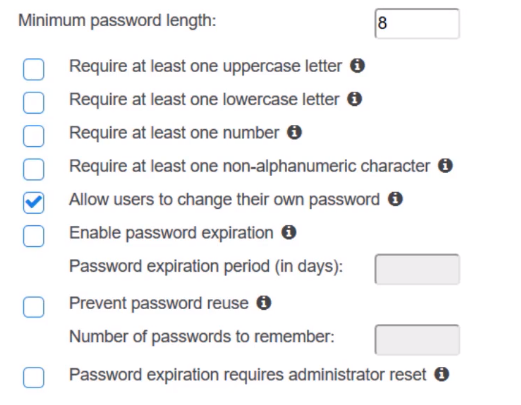 Minimum password length: 8
Require at least one uppercase letter
Require at least one lowercase letter
Require at least one number
Require at least one non-alphanumeric character
Allow users to change their own password
Enable password expiration
Password expiration period (in days):
Prevent password reuse
Number of passwords to remember:
Password expiration requires administrator reset